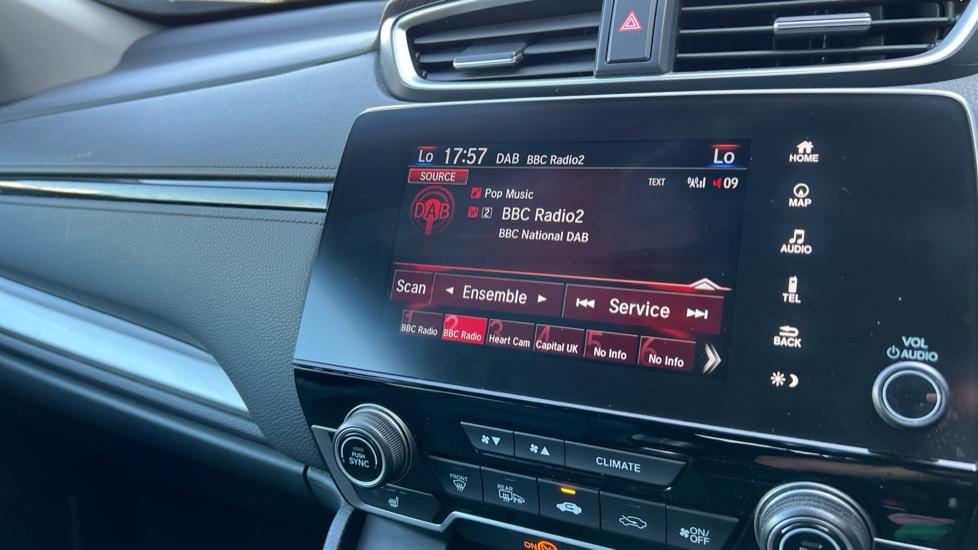 Lo 17:57 DAB BBC Radio2 Lo
SOURCE
TEXT 09
DAB
Pop Music
2 BBC Radio2
BBC National DAB
Scan Ensemble Service
1 BBC Radio
2 BBC Radio
3 Heart Cam
4 Capital UK
5 No Info
6 No Info
HOME
MAP
AUDIO
TEL
BACK
VOL
AUDIO
PUSH
SYNC
CLIMATE
FRONT
REAR
ON/OFF
ON